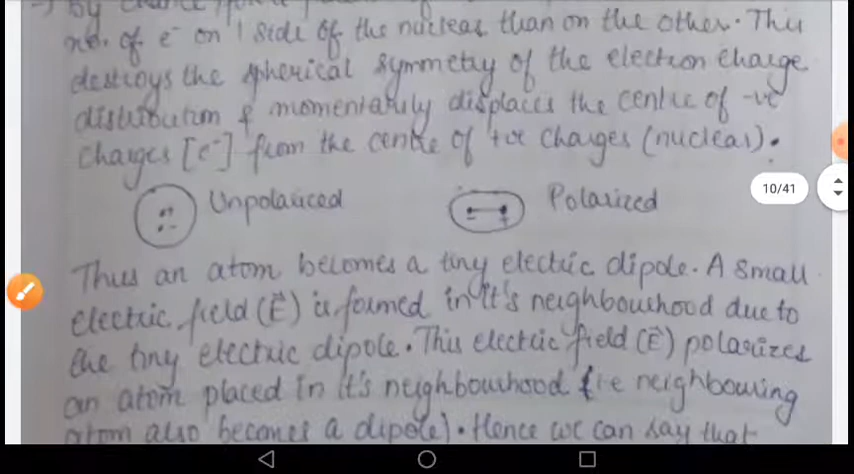 → By chance
no. of e⁻ on 1 side of the nucleas than on the other. This
destroys the spherical symmetry of the electron charge
distribution & momentarily displaces the centre of -ve
charges [e⁻] from the centre of +ve charges (nucleas).
10/41
Unpolarized Polarized
Thus an atom becomes a tiny electric dipole. A small
electric field (E⃗) is formed in it's neighbourhood due to
the tiny electric dipole. This electric field (E⃗) polarizes
an atom placed in it's neighbourhood (i.e neighbouring
atom also becomes a dipole). Hence we can say that